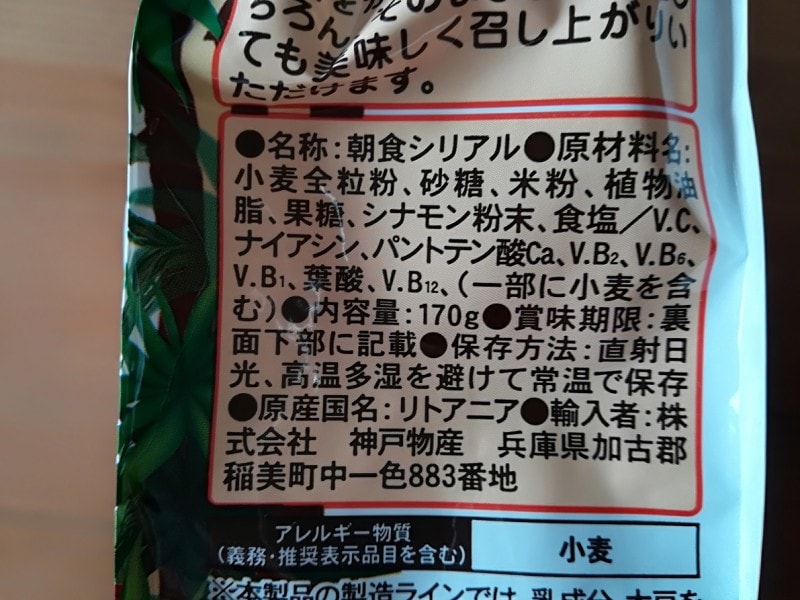 ても美味しく召し上がりい
ただけます。
●名称:朝食シリアル●原材料名:
小麦全粒粉、砂糖、米粉、植物油
脂、果糖、シナモン粉末、食塩/V.C、
ナイアシン、パントテン酸Ca、V.B2、V.B6、
V.B1、葉酸、V.B12、(一部に小麦を含
む)●内容量:170g●賞味期限:裏
面下部に記載●保存方法:直射日
光、高温多湿を避けて常温で保存
●原産国名:リトアニア●輸入者:株
式会社 神戸物産 兵庫県加古郡
稲美町中一色883番地
アレルギー物質
(義務・推奨表示品目を含む)
小麦
※本製品の製造ラインでは、乳成分、大豆を